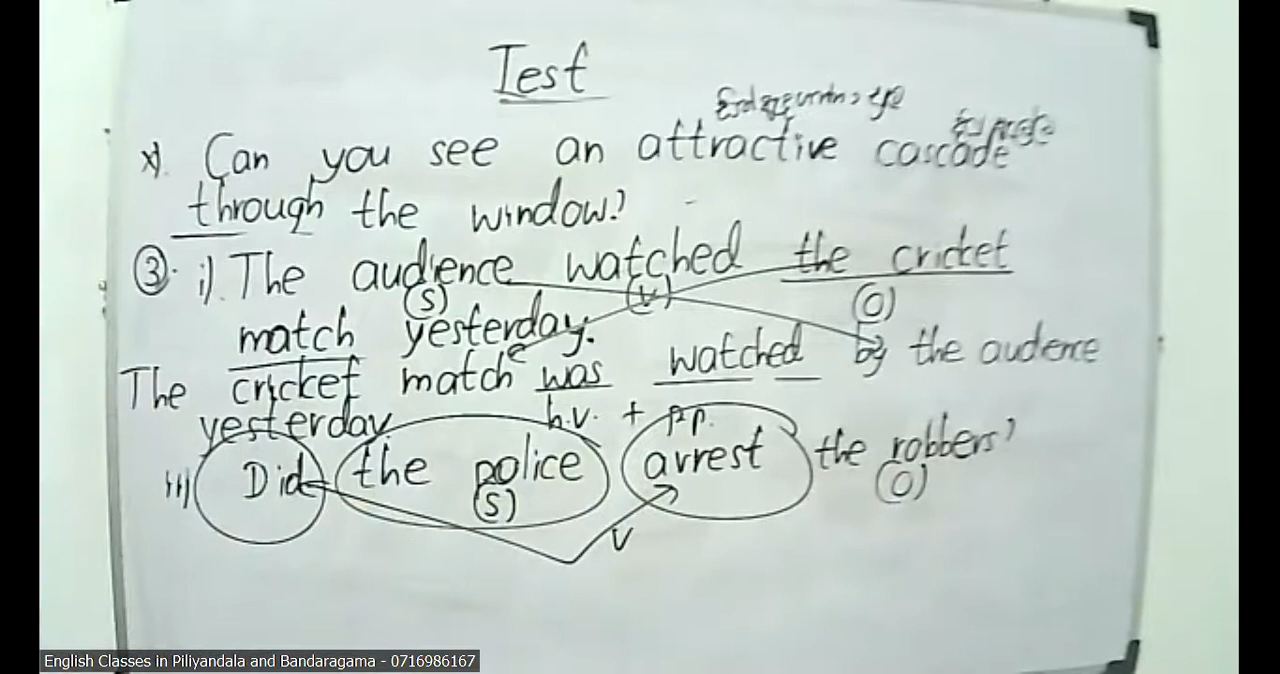 Test
x). Can you see an attractive cascade
through the window?
③. i). The audience watched the cricket
(S) (V) (O)
match yesterday.
The cricket match was watched by the audence
yesterday
h.v. + p.p.
iii) Did the police arrest the robbers?
(S) (O)
V
English Classes in Piliyandala and Bandaragama - 0716986167